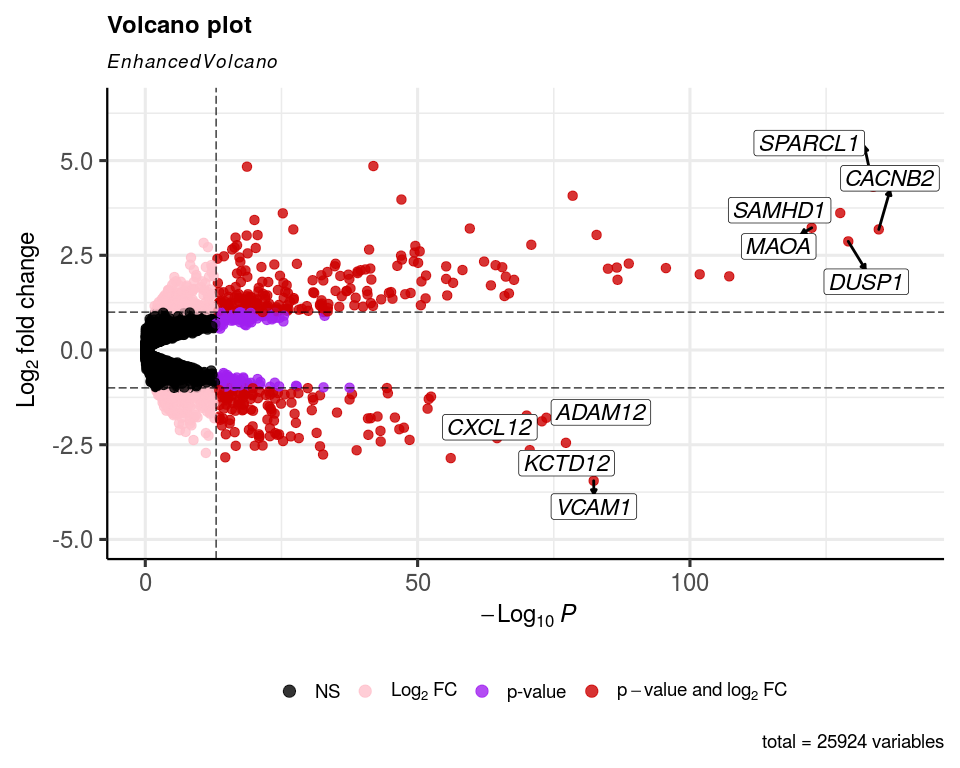 Volcano plot
EnhancedVolcano
Log₂ fold change
5.0
2.5
0.0
-2.5
-5.0
SPARCL1
CACNB2
SAMHD1
MAOA
DUSP1
ADAM12
CXCL12
KCTD12
VCAM1
0 50 100
−Log₁₀ P
NS Log₂ FC p-value p − value and log₂ FC
total = 25924 variables